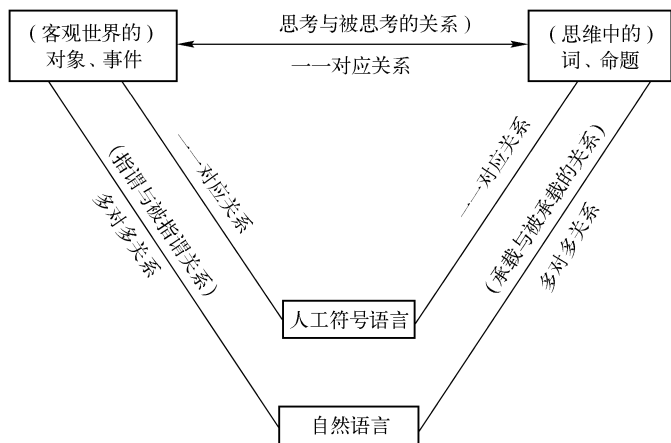 （客观世界的）
对象、事件
思考与被思考的关系）
一一对应关系
（思维中的）
词、命题
（指谓与被指谓关系）
多对多关系
一一对应关系
一一对应关系
（承载与被承载的关系）
多对多关系
人工符号语言
自然语言